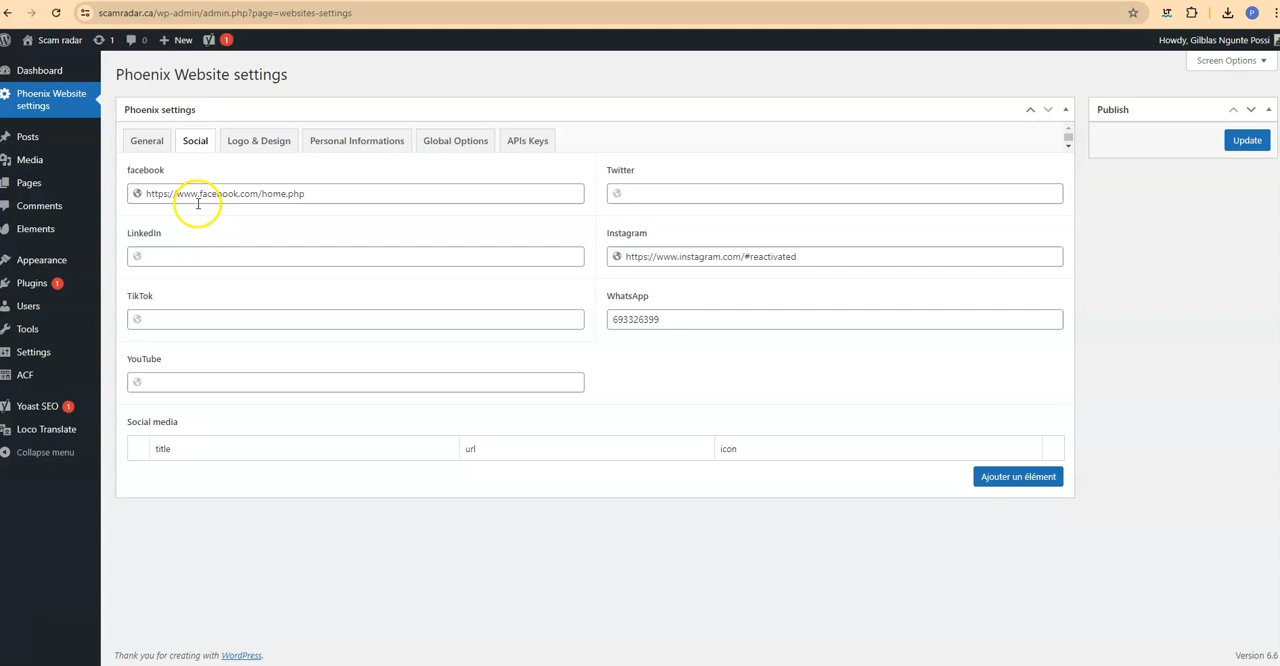 scamradar.ca/wp-admin/admin.php?page=websites-settings
LT
P
Scam radar
1
0
New
1
Howdy, Gilblas Ngunte Possi
Screen Options
Dashboard
Phoenix Website
settings
Posts
Media
Pages
Comments
Elements
Appearance
Plugins 1
Users
Tools
Settings
ACF
Yoast SEO 1
Loco Translate
Collapse menu
Phoenix Website settings
Phoenix settings
General
Social
Logo & Design
Personal Informations
Global Options
APIs Keys
facebook
https://www.facebook.com/home.php
Twitter
LinkedIn
Instagram
https://www.instagram.com/#reactivated
TikTok
WhatsApp
693326399
YouTube
Social media
title
url
icon
Ajouter un élément
Publish
Update
Thank you for creating with WordPress.
Version 6.6